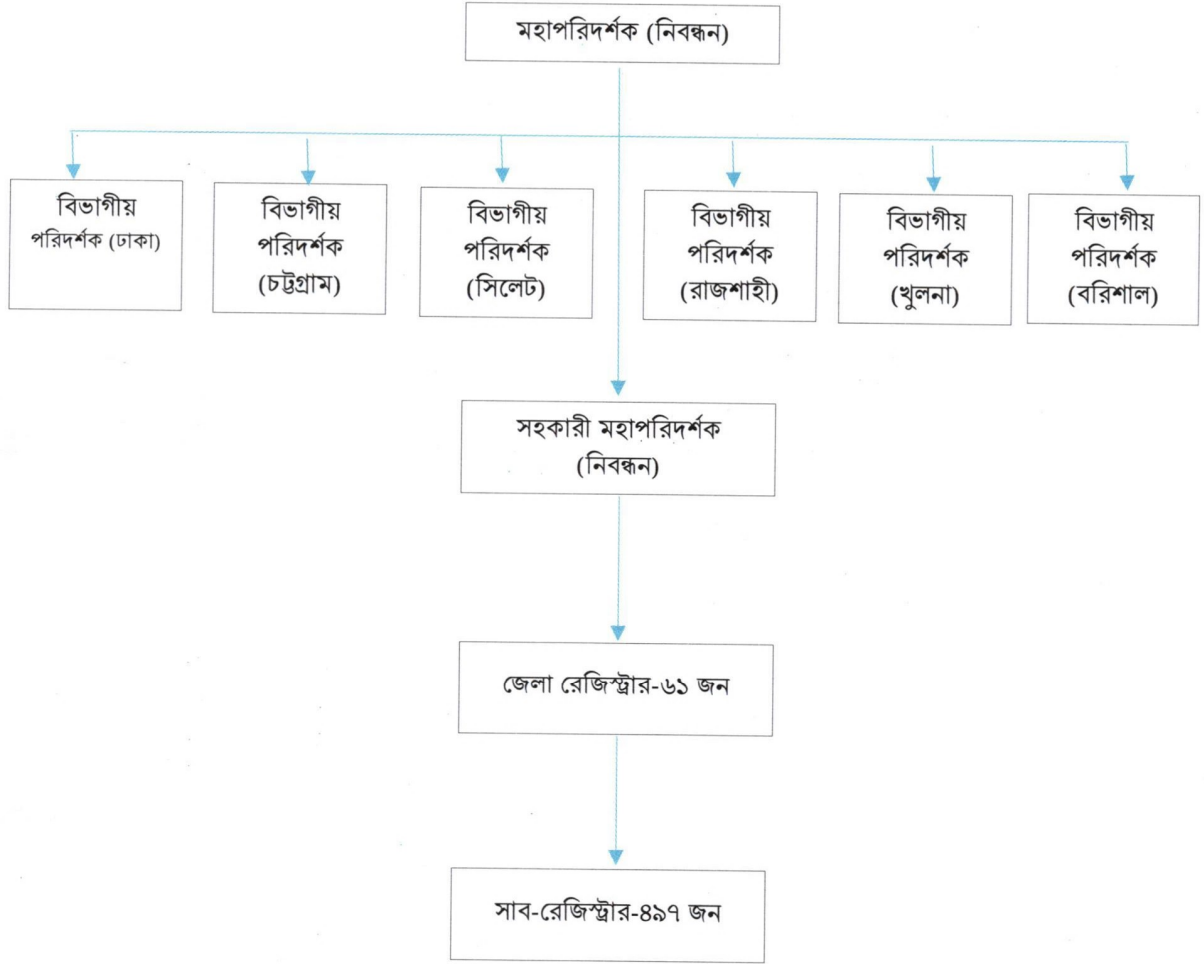 মহাপরিদর্শক (নিবন্ধন)
বিভাগীয়
পরিদর্শক (ঢাকা)
বিভাগীয়
পরিদর্শক
(চট্টগ্রাম)
বিভাগীয়
পরিদর্শক
(সিলেট)
বিভাগীয়
পরিদর্শক
(রাজশাহী)
বিভাগীয়
পরিদর্শক
(খুলনা)
বিভাগীয়
পরিদর্শক
(বরিশাল)
সহকারী মহাপরিদর্শক
(নিবন্ধন)
জেলা রেজিস্ট্রার-৬১ জন
সাব-রেজিস্ট্রার-৪৯৭ জন